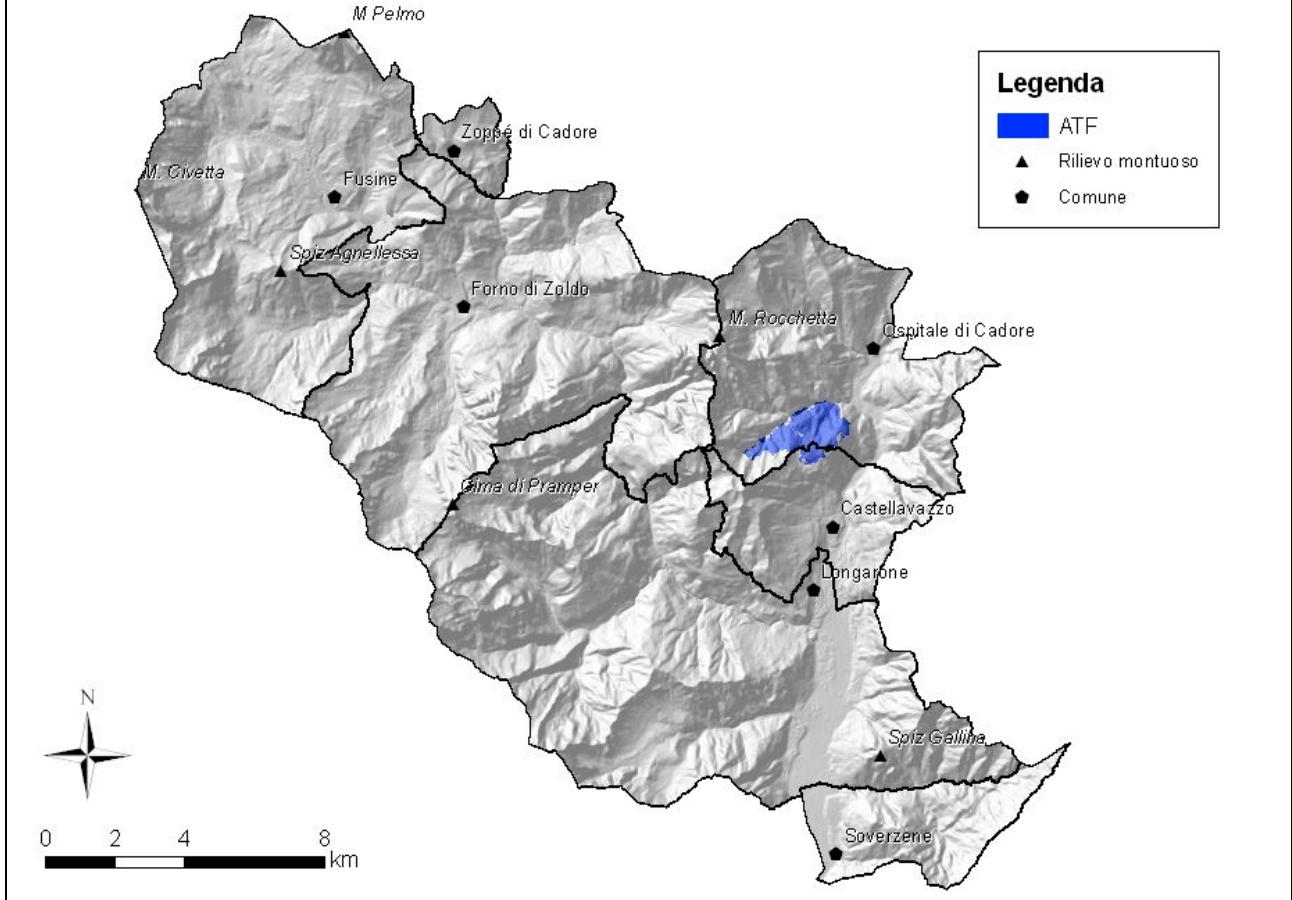 M Pelmo
Legenda
ATF
Rilievo montuoso
Comune
Zoppé di Cadore
M. Civetta
Fusine
Spiz Agnellessa
Forno di Zoldo
M. Rocchetta
Ospitale di Cadore
Cima di Pramper
Castellavazzo
Longarone
N
Spiz Gallina
Soverzene
0 2 4 8
km